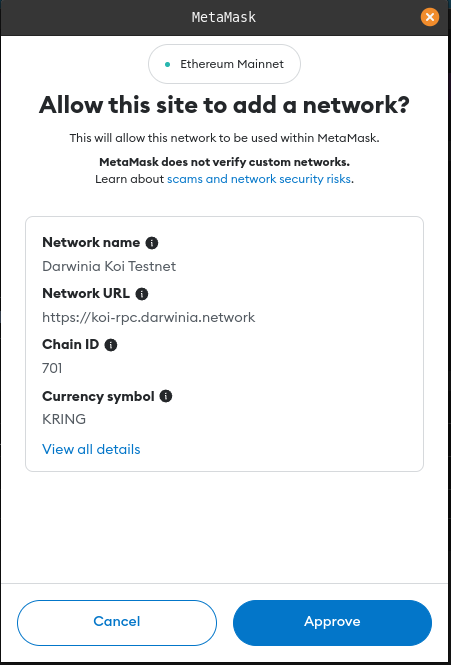 MetaMask
Ethereum Mainnet
Allow this site to add a network?
This will allow this network to be used within MetaMask.
MetaMask does not verify custom networks.
Learn about scams and network security risks.
Network name
Darwinia Koi Testnet
Network URL
https://koi-rpc.darwinia.network
Chain ID
701
Currency symbol
KRING
View all details
Cancel
Approve